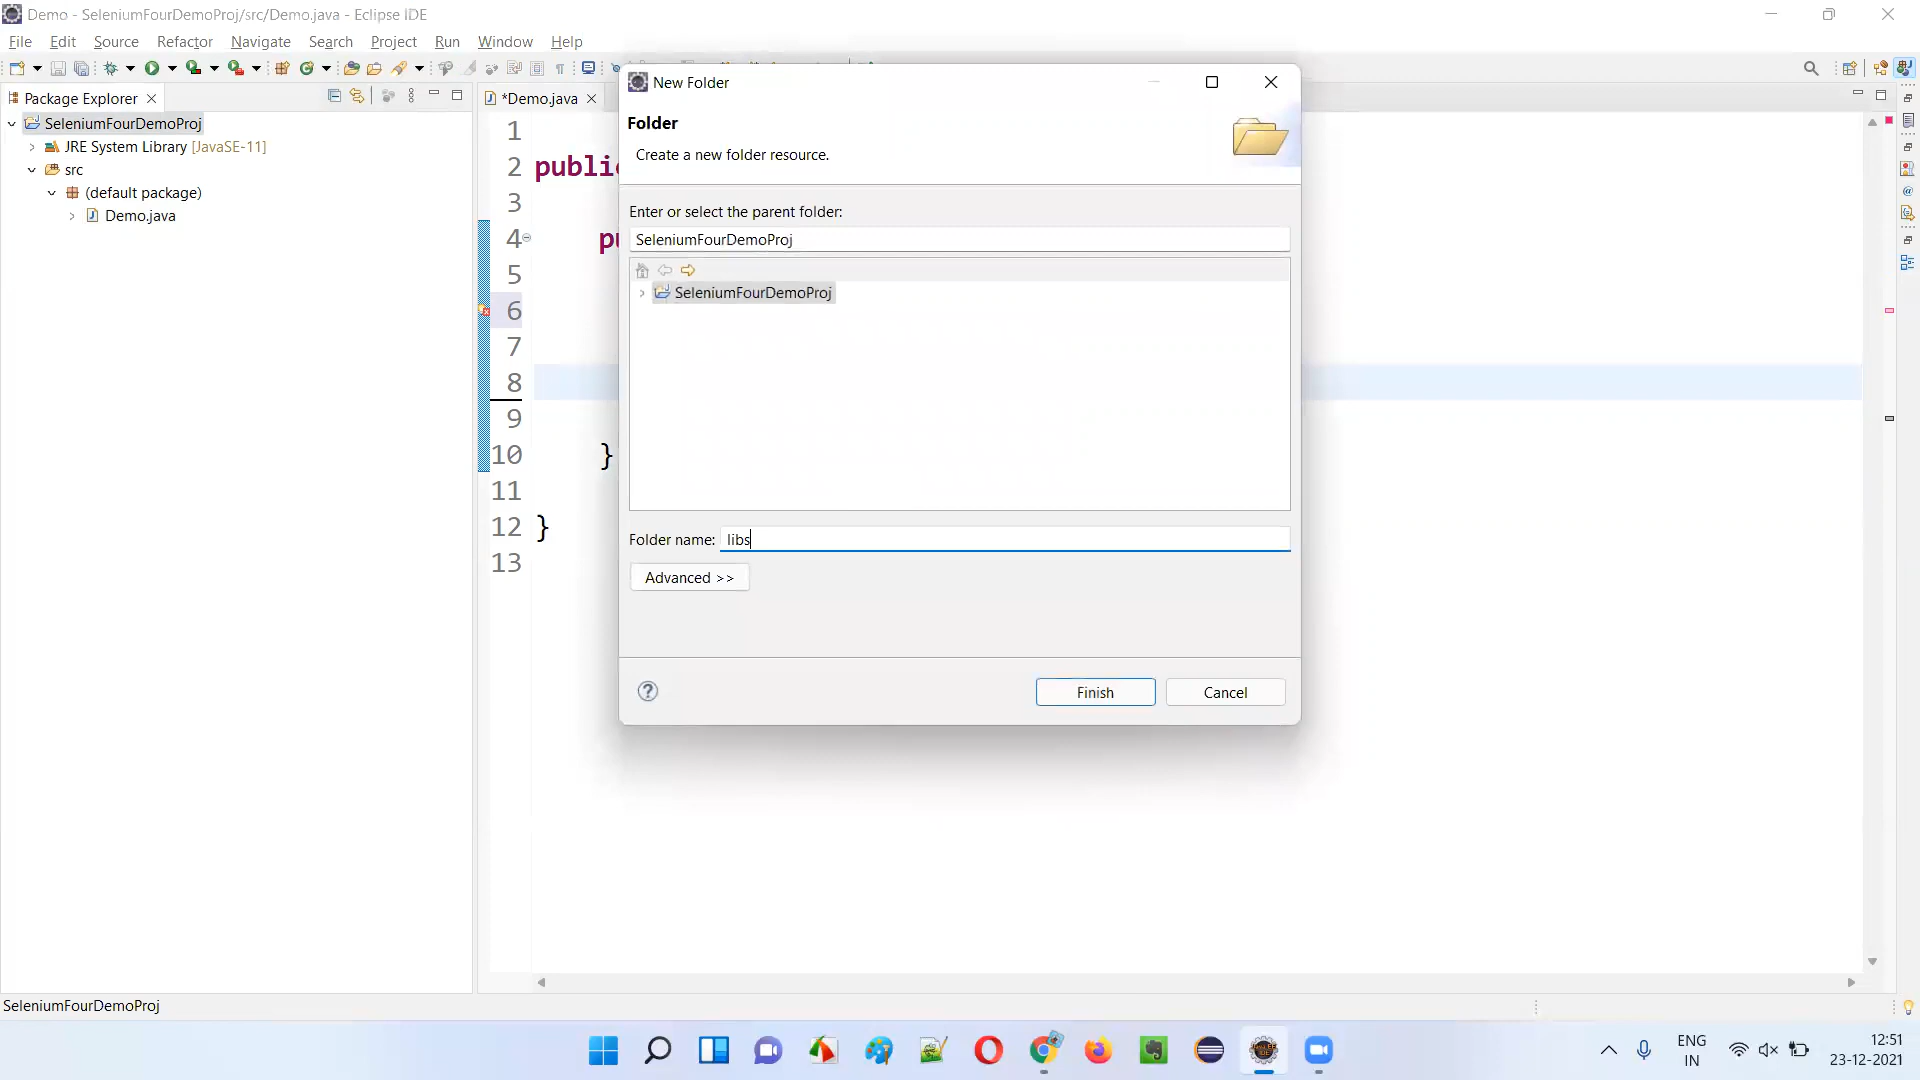 Demo - SeleniumFourDemoProj/src/Demo.java - Eclipse IDE
File Edit Source Refactor Navigate Search Project Run Window Help
Package Explorer
*Demo.java
SeleniumFourDemoProj
JRE System Library [JavaSE-11]
src
(default package)
Demo.java
1
2 public
3
4 pu
5
6
7
8
9
10 }
11
12 }
13
New Folder
Folder
Create a new folder resource.
Enter or select the parent folder:
SeleniumFourDemoProj
SeleniumFourDemoProj
Folder name: libs
Advanced >>
Finish Cancel
SeleniumFourDemoProj
ENG
IN
12:51
23-12-2021